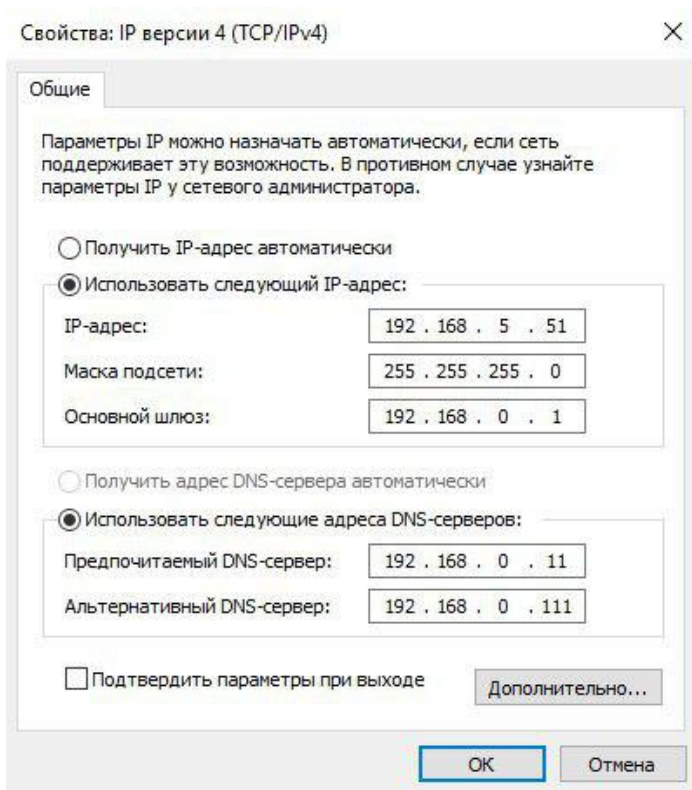 Свойства: IP версии 4 (TCP/IPv4)
Общие
Параметры IP можно назначать автоматически, если сеть
поддерживает эту возможность. В противном случае узнайте
параметры IP у сетевого администратора.
Получить IP-адрес автоматически
Использовать следующий IP-адрес:
IP-адрес: 192 . 168 . 5 . 51
Маска подсети: 255 . 255 . 255 . 0
Основной шлюз: 192 . 168 . 0 . 1
Получить адрес DNS-сервера автоматически
Использовать следующие адреса DNS-серверов:
Предпочитаемый DNS-сервер: 192 . 168 . 0 . 11
Альтернативный DNS-сервер: 192 . 168 . 0 . 111
Подтвердить параметры при выходе
Дополнительно...
ОК Отмена